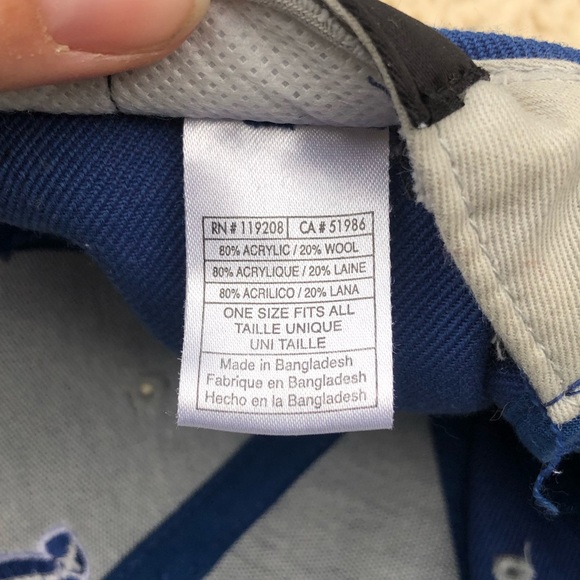 RN # 119208 CA # 51986
80% ACRYLIC / 20% WOOL
80% ACRYLIQUE / 20% LAINE
80% ACRILICO / 20% LANA
ONE SIZE FITS ALL
TAILLE UNIQUE
UNI TAILLE
Made in Bangladesh
Fabrique en Bangladesh
Hecho en la Bangladesh